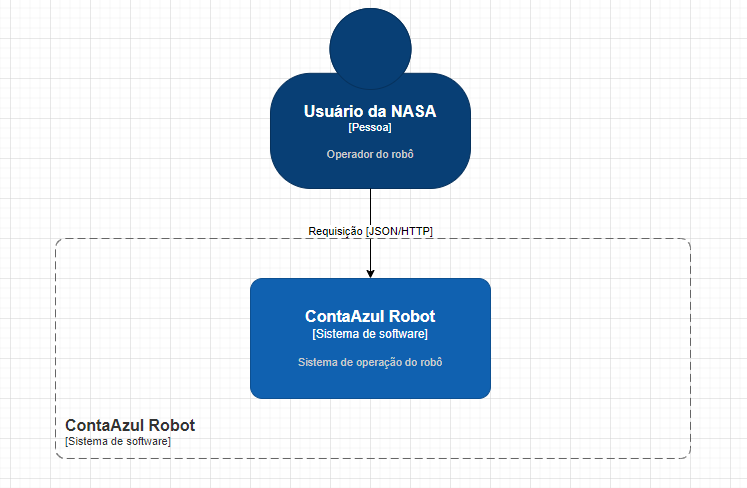 Usuário da NASA
[Pessoa]
Operador do robô
Requisição [JSON/HTTP]
ContaAzul Robot
[Sistema de software]
Sistema de operação do robô
ContaAzul Robot
[Sistema de software]